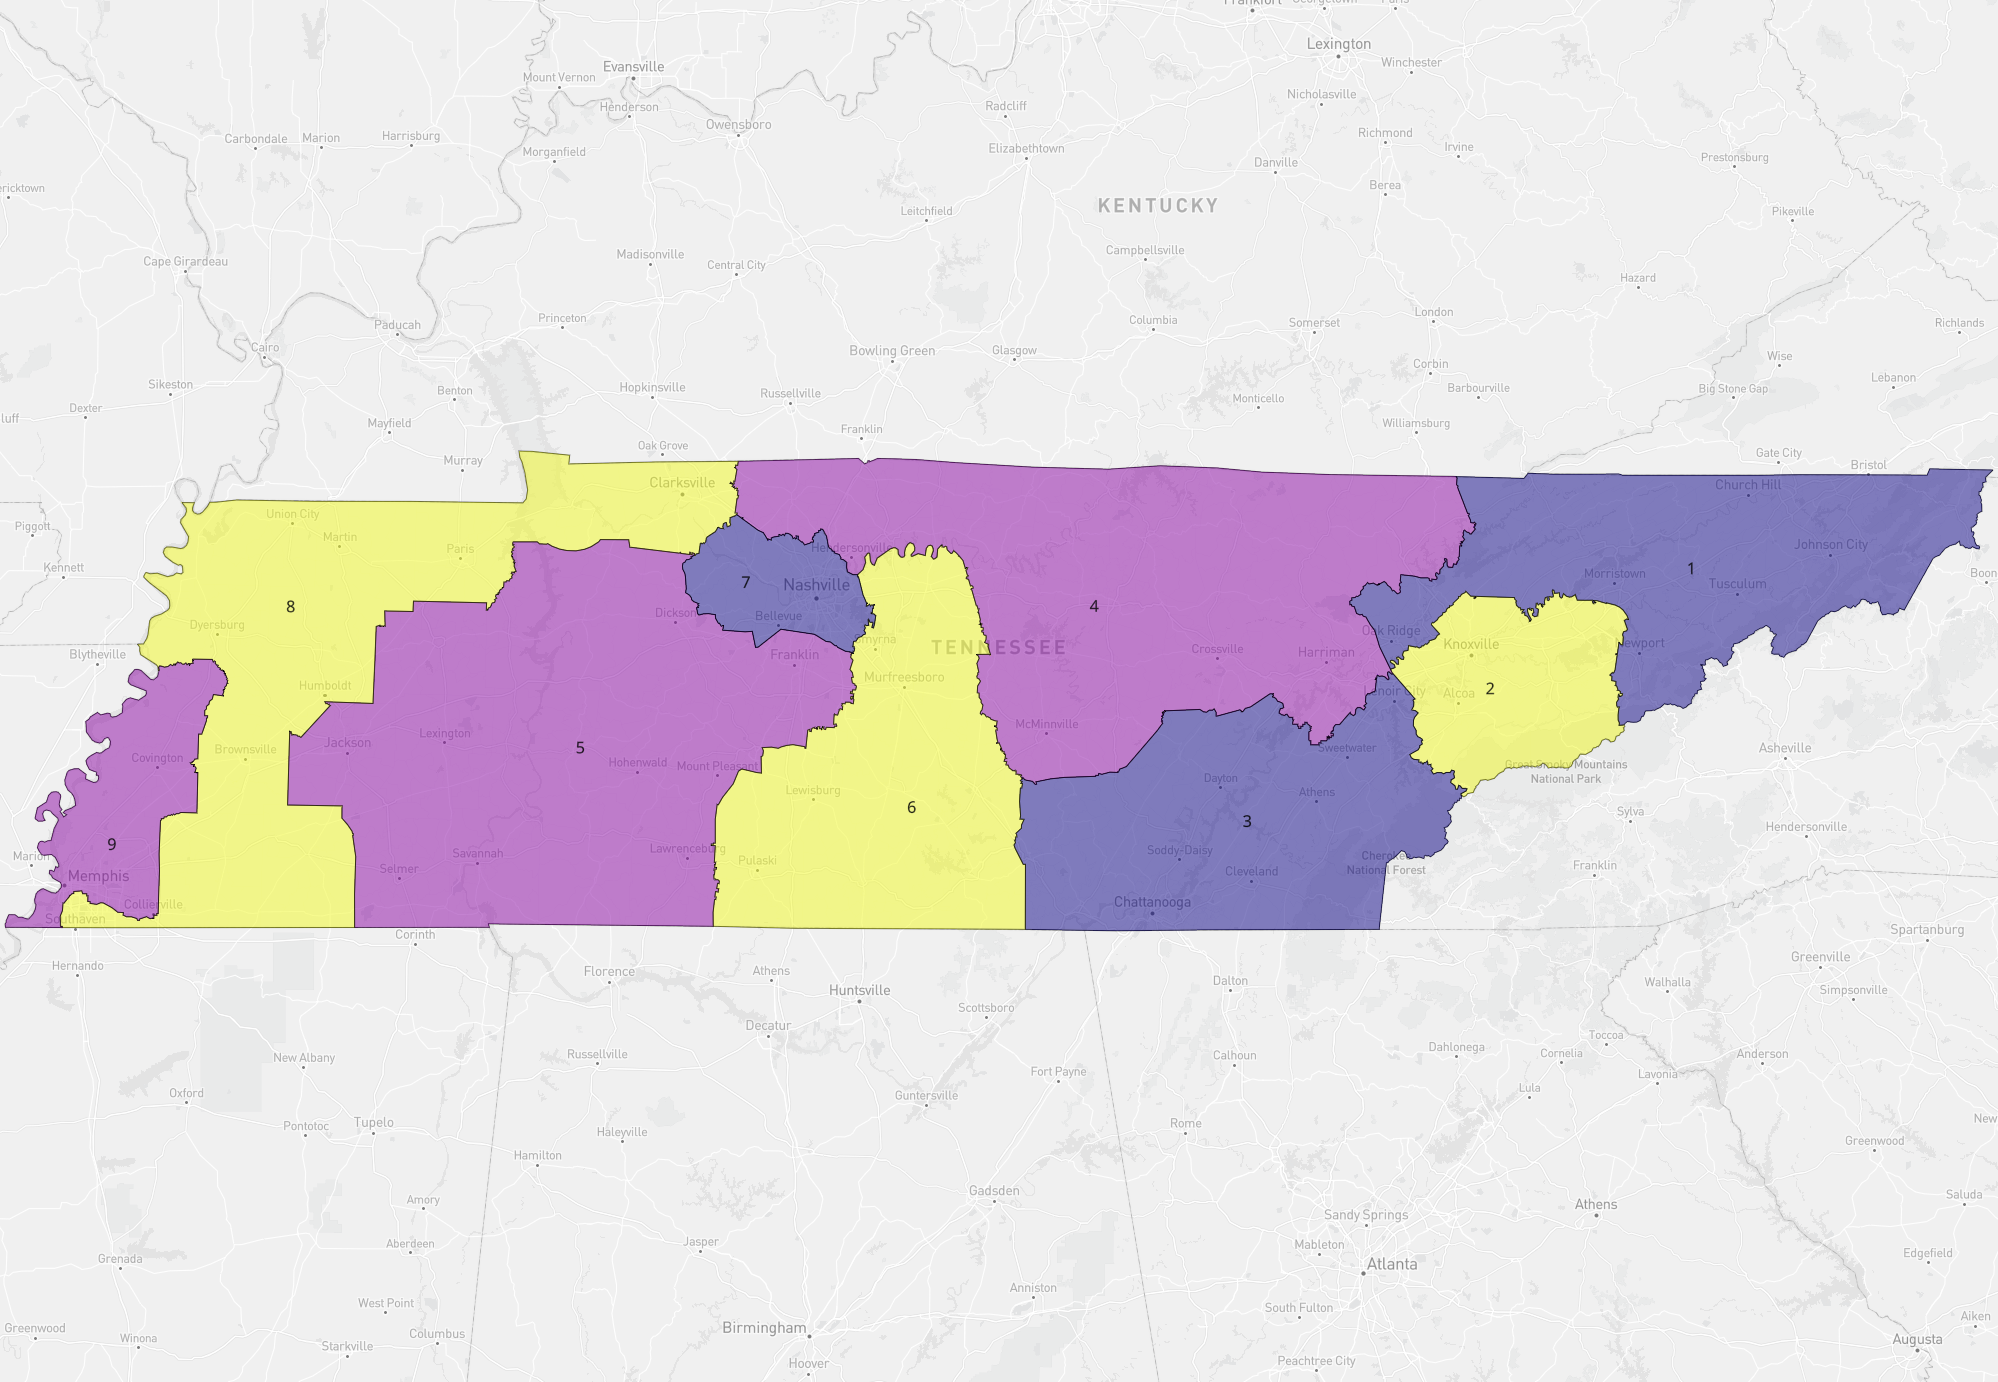 Frankfort
Georgetown
Paris
Lexington
Evansville
Mount Vernon
Winchester
Henderson
Nicholasville
Radcliff
Owensboro
Carbondale
Marion
Harrisburg
Richmond
Irvine
Elizabethtown
Morganfield
Danville
Prestonsburg
ericktown
Berea
KENTUCKY
Leitchfield
Pikeville
Madisonville
Campbellsville
Cape Girardeau
Central City
Hazard
Princeton
Paducah
Columbia
Somerset
London
Richlands
Cairo
Bowling Green
Glasgow
Wise
Sikeston
Benton
Hopkinsville
Russellville
Corbin
Barbourville
Big Stone Gap
Lebanon
Dexter
luff
Mayfield
Monticello
Williamsburg
Franklin
Oak Grove
Murray
Gate City
Bristol
Clarksville
Church Hill
Union City
Piggott
Martin
Paris
Hendersonville
Johnson City
Kennett
7
Nashville
1
Morristown
Tusculum
Boon
8
Dickson
Bellevue
4
Dyersburg
Oak Ridge
myrna
TENNESSEE
Knoxville
ewport
Blytheville
Franklin
Crossville
Harriman
Humboldt
Murfreesboro
enoir City
Alcoa
2
McMinnville
Jackson
Lexington
5
Brownsville
Sweetwater
Asheville
Covington
Hohenwald
Mount Pleasant
Great Smoky Mountains
National Park
Dayton
Athens
Lewisburg
6
3
Sylva
Hendersonville
9
Marion
Selmer
Savannah
Lawrenceburg
Pulaski
Soddy-Daisy
Cleveland
Cherokee
National Forest
Franklin
Memphis
Collierville
Southaven
Chattanooga
Corinth
Spartanburg
Hernando
Florence
Athens
Greenville
Huntsville
Dalton
Walhalla
Simpsonville
Scottsboro
Decatur
Toccoa
New Albany
Russellville
Calhoun
Dahlonega
Cornelia
Anderson
Fort Payne
Lavonia
Oxford
Guntersville
Lula
Pontotoc
Tupelo
Haleyville
Rome
New
Greenwood
Hamilton
Amory
Gadsden
Athens
Saluda
Sandy Springs
Aberdeen
Jasper
Mableton
Grenada
Edgefield
Atlanta
Anniston
West Point
South Fulton
Aiken
Greenwood
Winona
Columbus
Starkville
Birmingham
Augusta
Hoover
Peachtree City